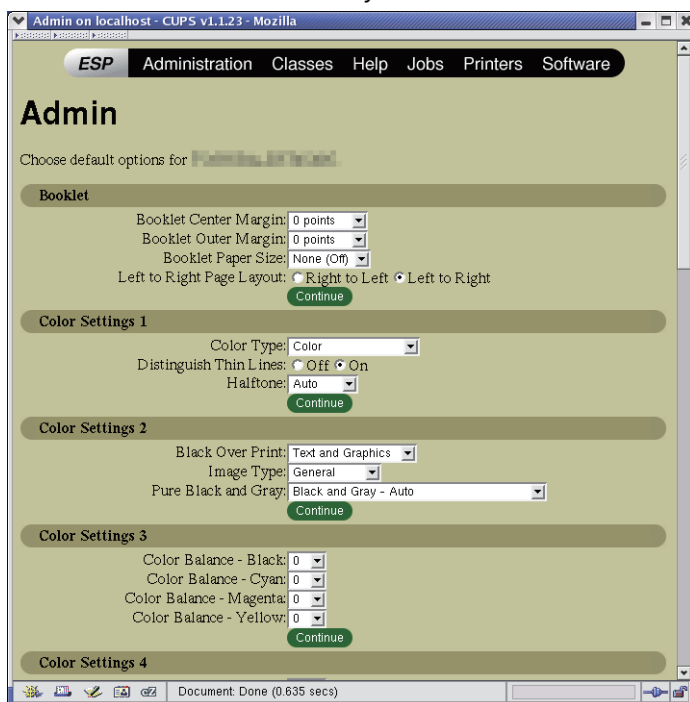 Admin on localhost - CUPS v1.1.23 - Mozilla
ESP Administration Classes Help Jobs Printers Software
Admin
Choose default options for
Booklet
Booklet Center Margin: 0 points
Booklet Outer Margin: 0 points
Booklet Paper Size: None (Off)
Left to Right Page Layout: Right to Left Left to Right
Continue
Color Settings 1
Color Type: Color
Distinguish Thin Lines: Off On
Halftone: Auto
Continue
Color Settings 2
Black Over Print: Text and Graphics
Image Type: General
Pure Black and Gray: Black and Gray - Auto
Continue
Color Settings 3
Color Balance - Black: 0
Color Balance - Cyan: 0
Color Balance - Magenta: 0
Color Balance - Yellow: 0
Continue
Color Settings 4
Document: Done (0.635 secs)